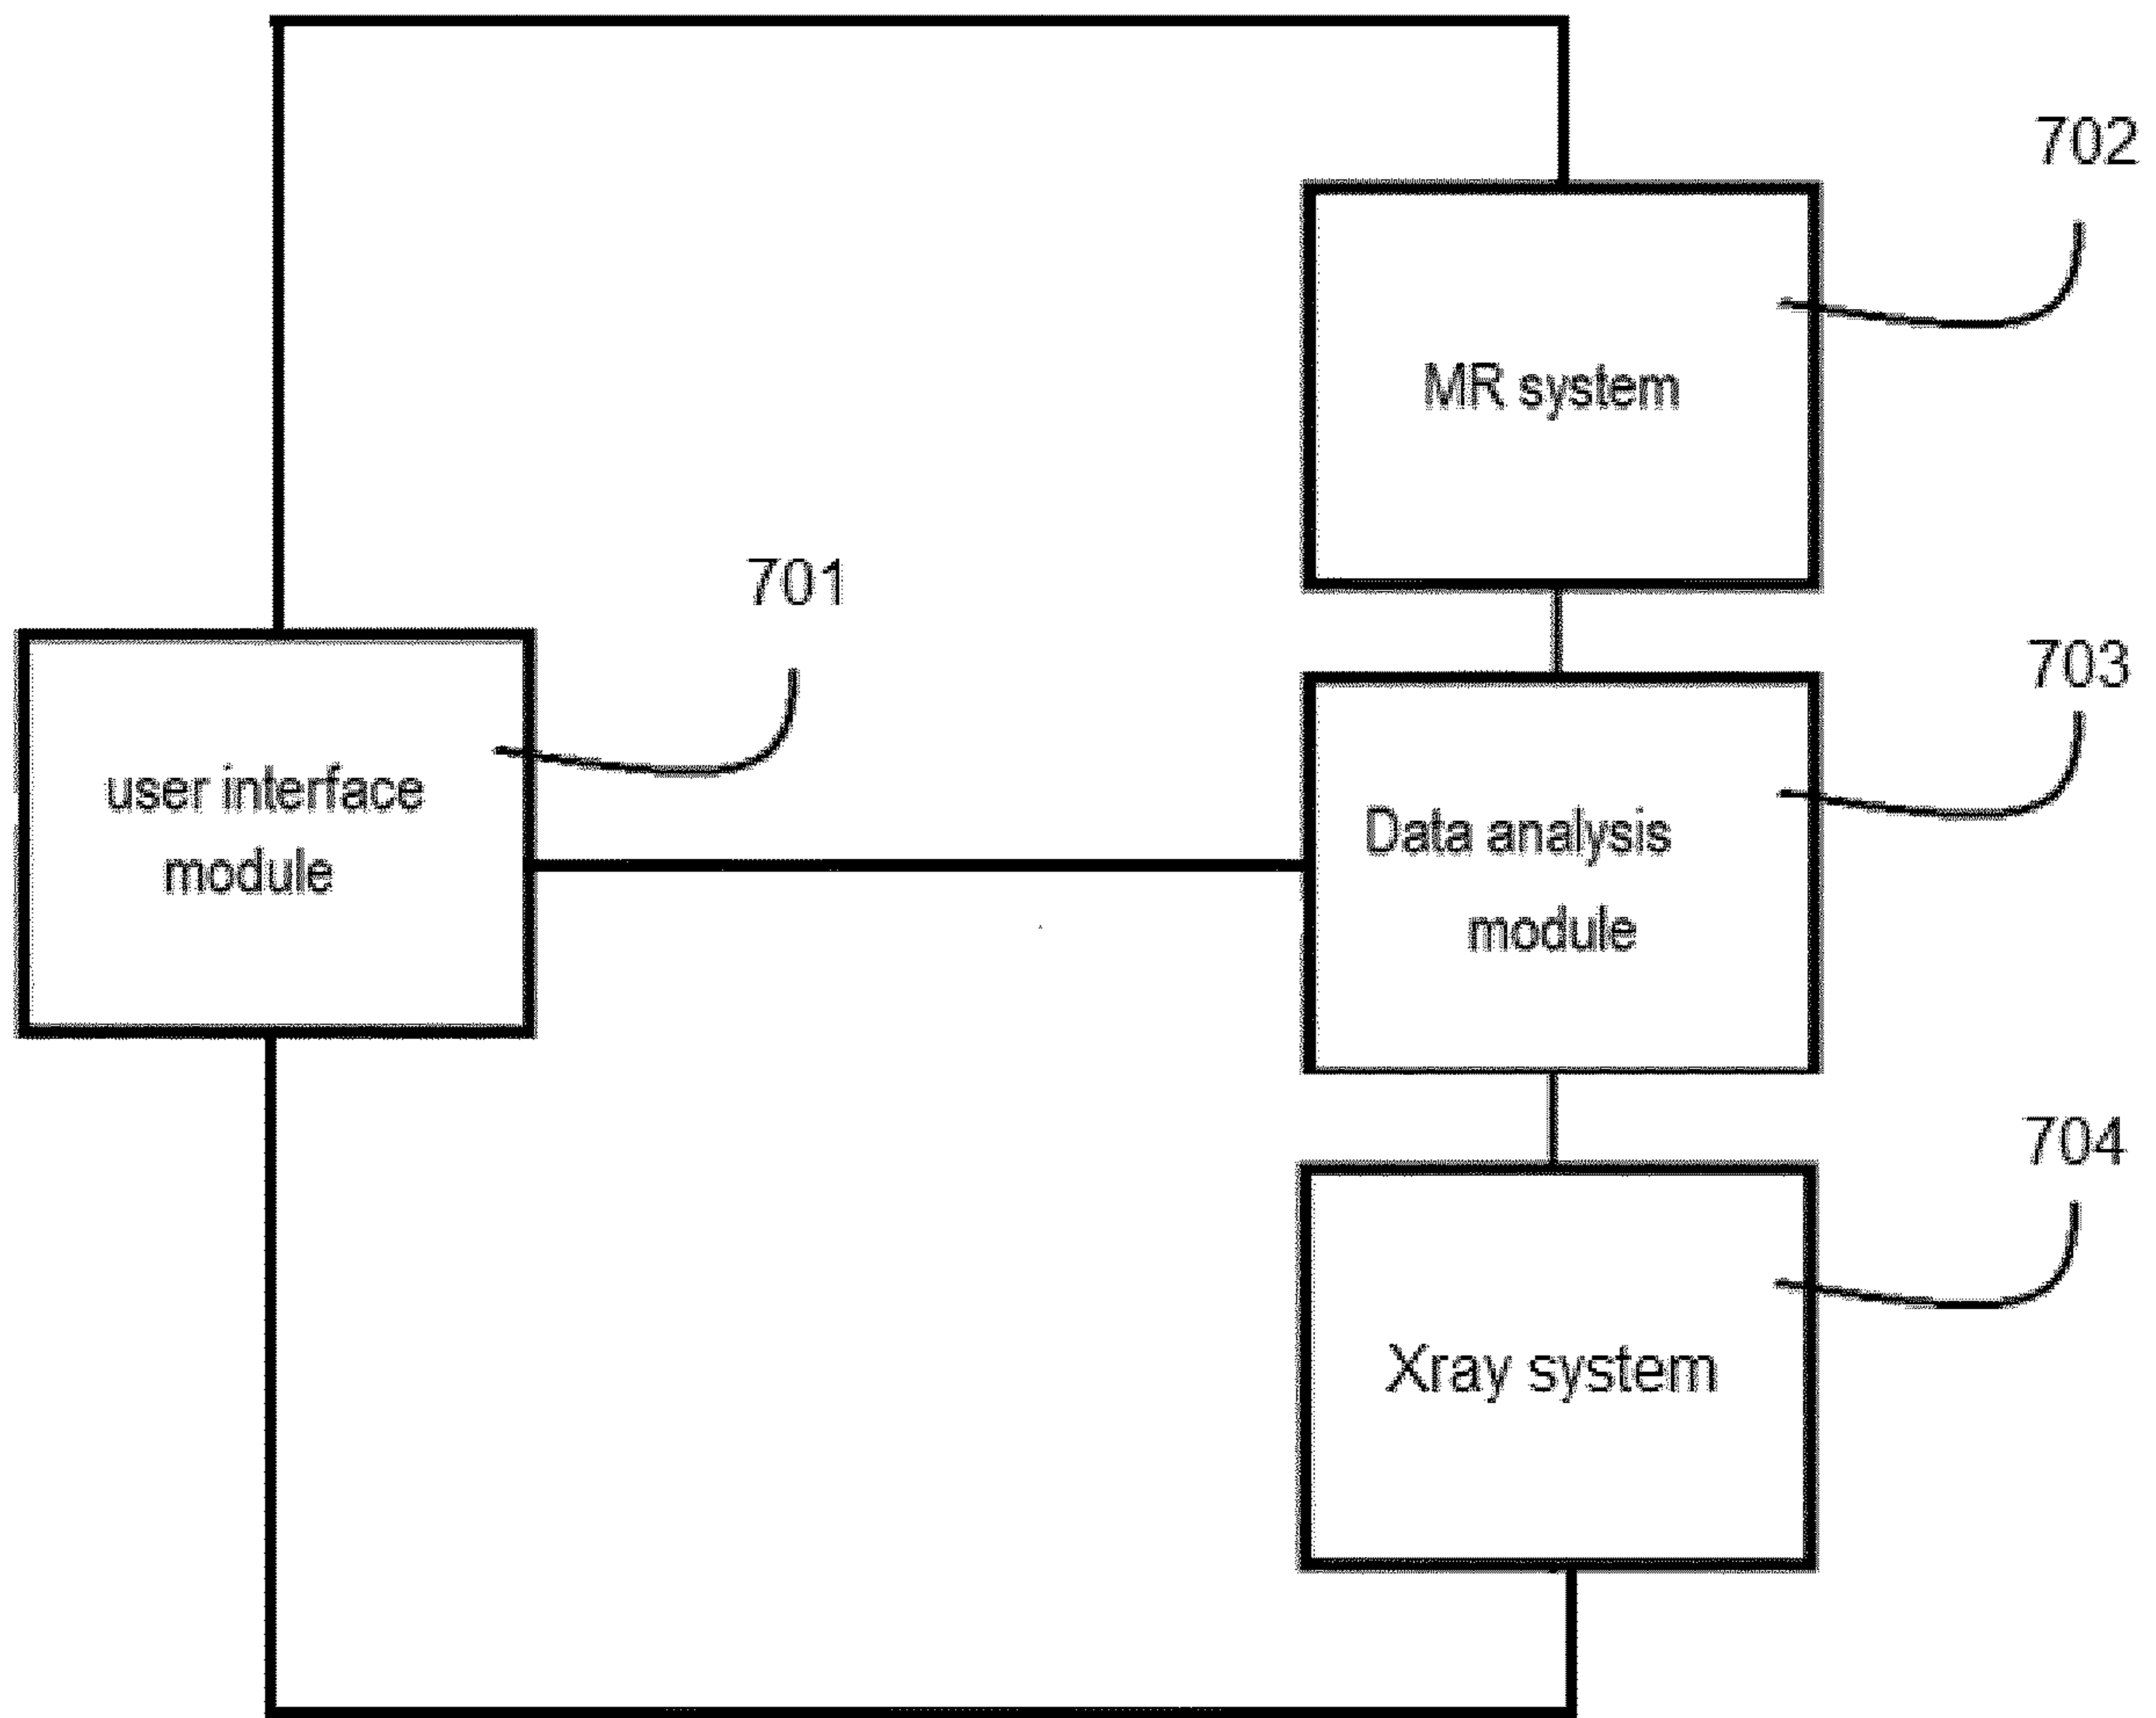 702
MR system
701
703
user interface
module
Data analysis
module
704
Xray system